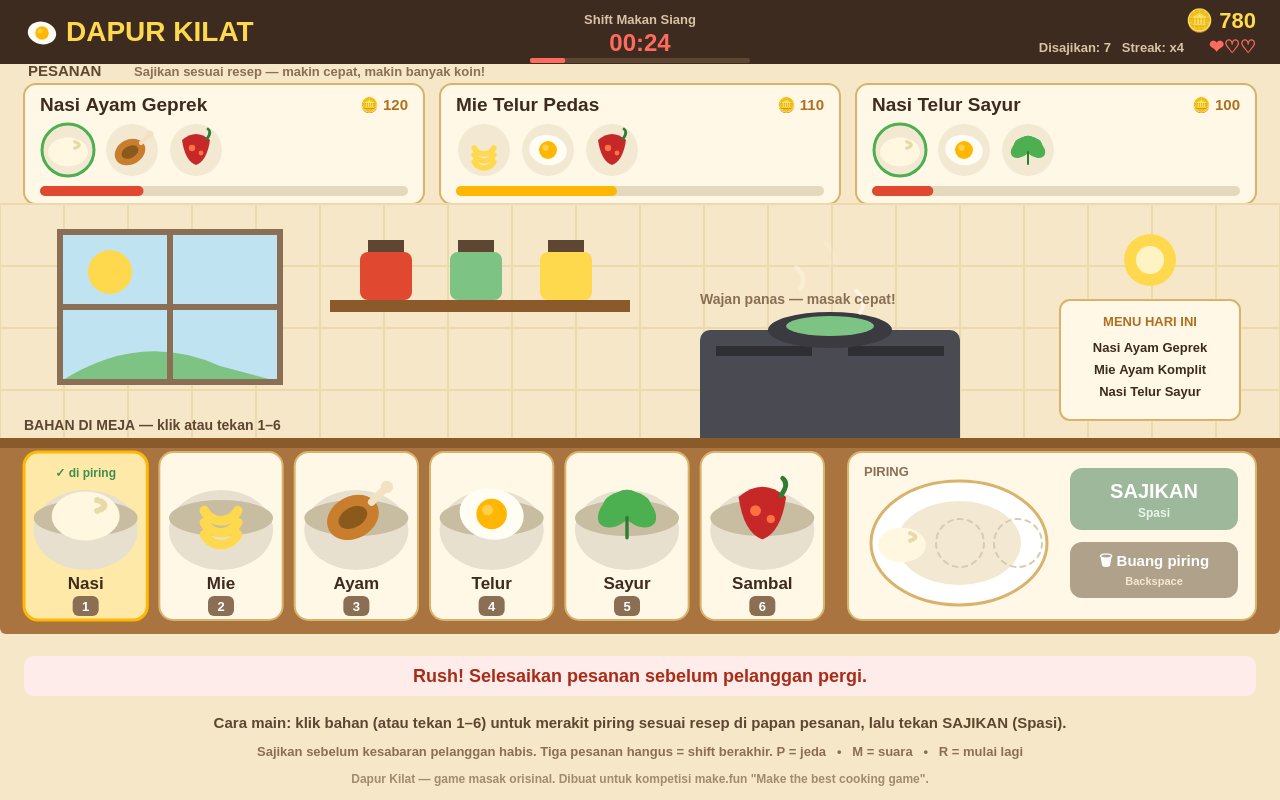 DAPUR KILAT
Shift Makan Siang
00:24
780
Disajikan: 7 Streak: x4
PESANAN Sajikan sesuai resep — makin cepat, makin banyak koin!
Nasi Ayam Geprek 120
Mie Telur Pedas 110
Nasi Telur Sayur 100
Wajan panas — masak cepat!
MENU HARI INI
Nasi Ayam Geprek
Mie Ayam Komplit
Nasi Telur Sayur
BAHAN DI MEJA — klik atau tekan 1–6
✓ di piring
Nasi
1
Mie
2
Ayam
3
Telur
4
Sayur
5
Sambal
6
PIRING
SAJIKAN
Spasi
Buang piring
Backspace
Rush! Selesaikan pesanan sebelum pelanggan pergi.
Cara main: klik bahan (atau tekan 1–6) untuk merakit piring sesuai resep di papan pesanan, lalu tekan SAJIKAN (Spasi).
Sajikan sebelum kesabaran pelanggan habis. Tiga pesanan hangus = shift berakhir. P = jeda • M = suara • R = mulai lagi
Dapur Kilat — game masak orisinal. Dibuat untuk kompetisi make.fun "Make the best cooking game".